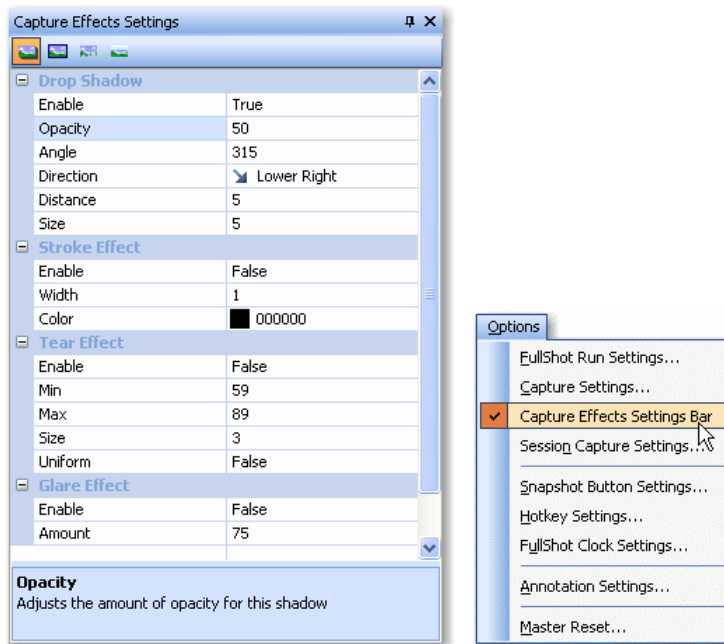 Capture Effects Settings
Drop Shadow
Enable True
Opacity 50
Angle 315
Direction Lower Right
Distance 5
Size 5
Stroke Effect
Enable False
Width 1
Color 000000
Tear Effect
Enable False
Min 59
Max 89
Size 3
Uniform False
Glare Effect
Enable False
Amount 75
Opacity
Adjusts the amount of opacity for this shadow
Options
FullShot Run Settings...
Capture Settings...
Capture Effects Settings Bar
Session Capture Settings...
Snapshot Button Settings...
Hotkey Settings...
FullShot Clock Settings...
Annotation Settings...
Master Reset...